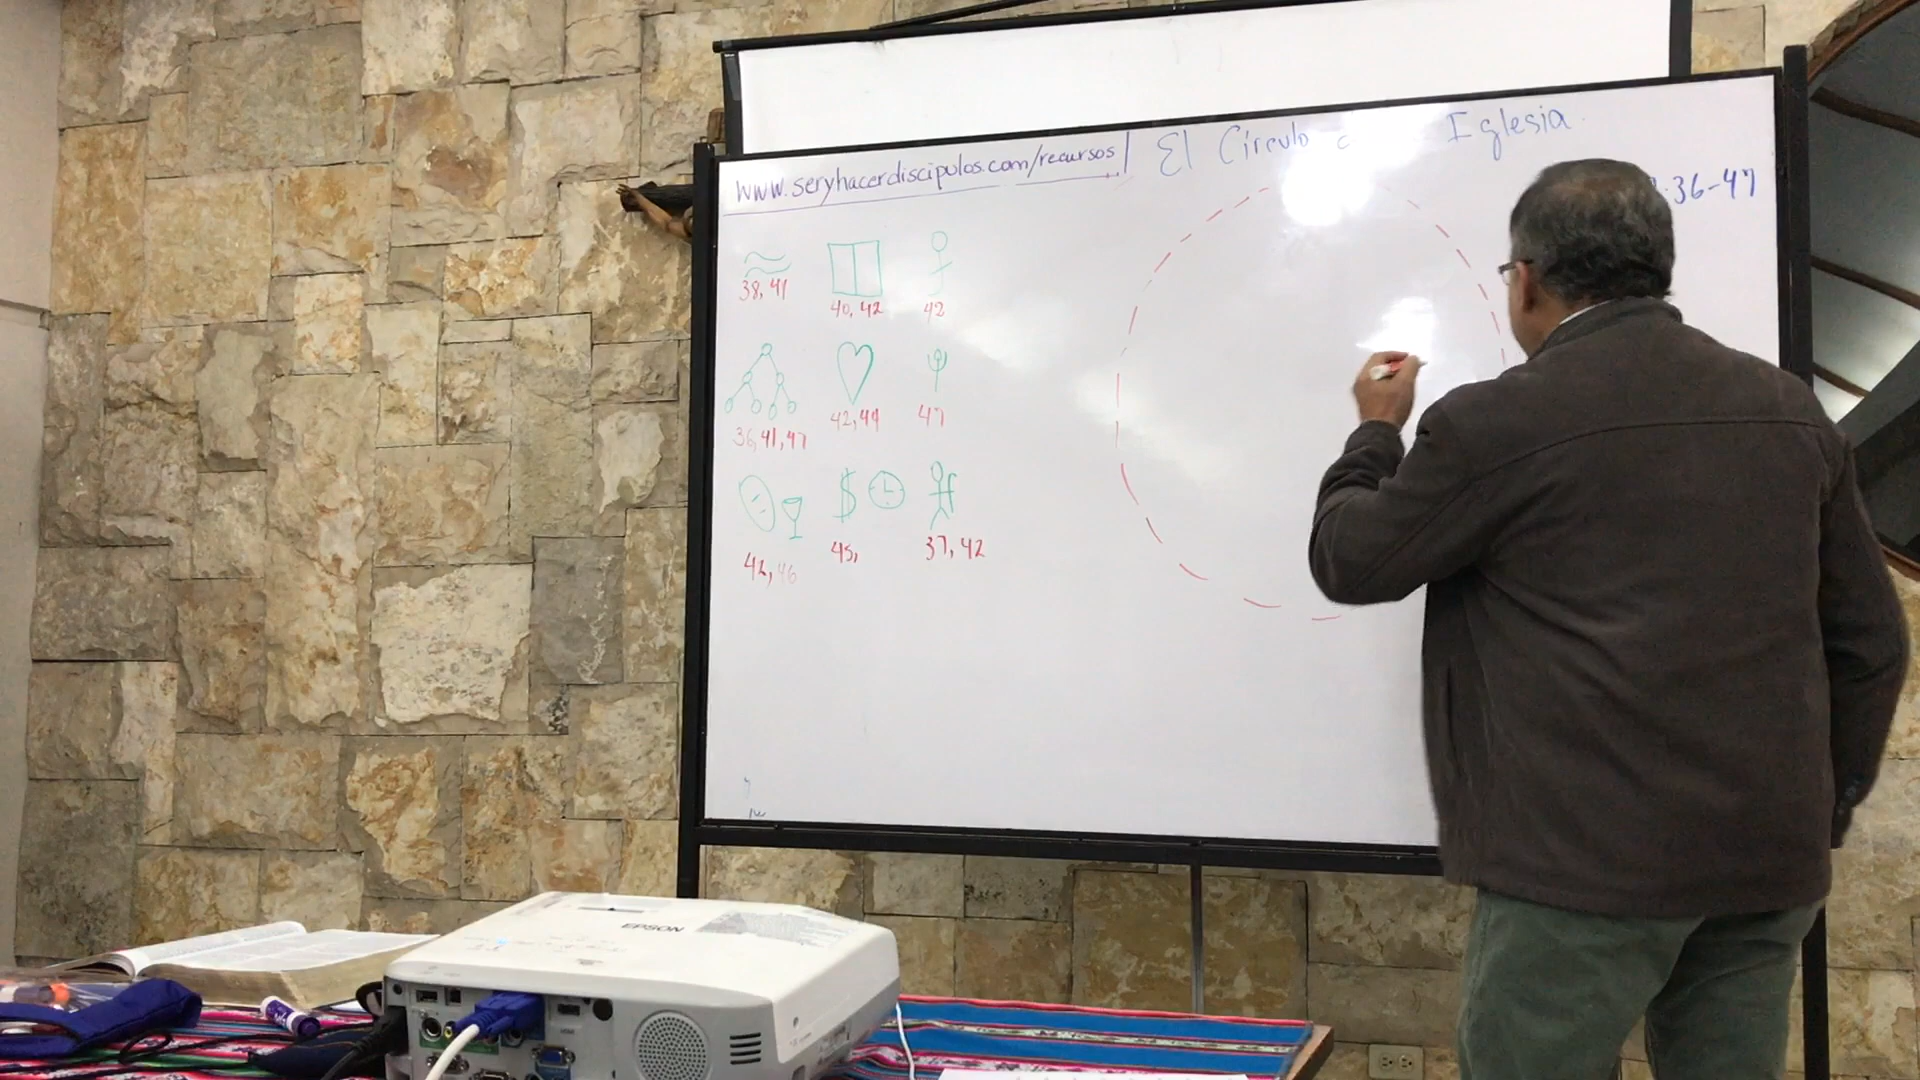 www.seryhacerdiscipulos.com/recursos
El Círculo Iglesia
36-47
38, 41
40, 42
42
36, 41, 47
42, 44
47
$
42, 46
45,
37, 42
EPSON